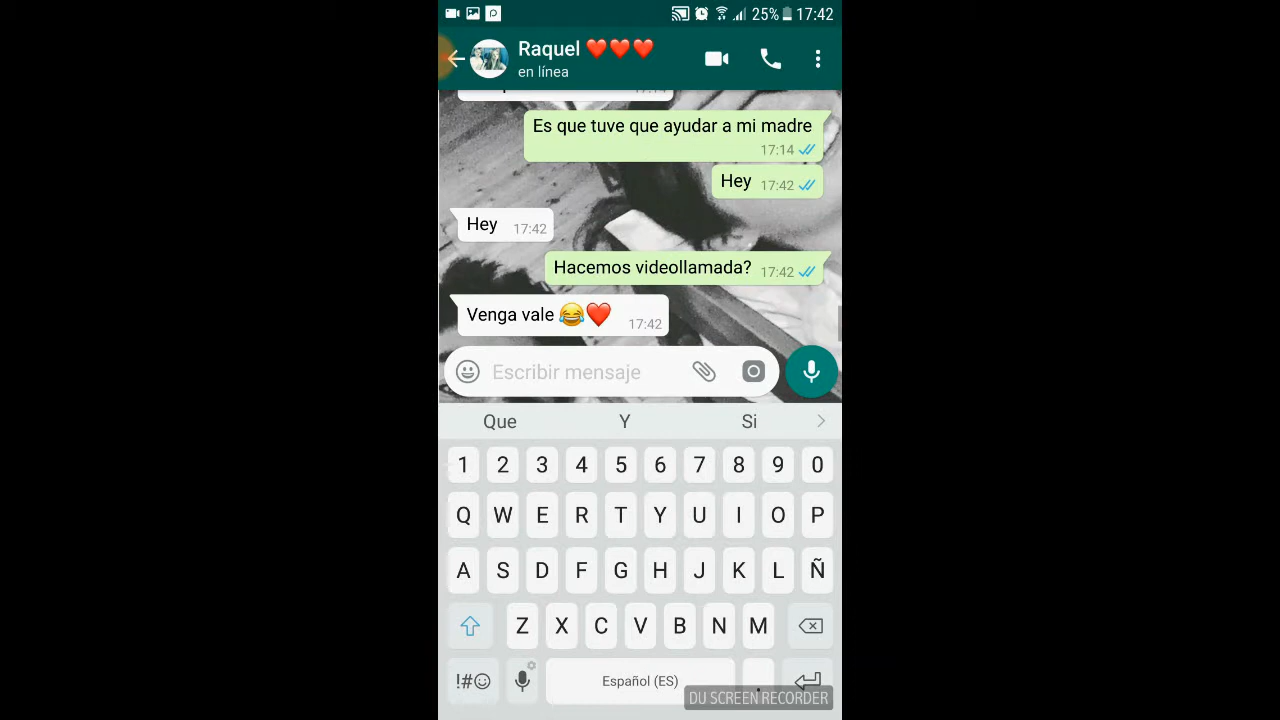 25% 17:42
Raquel ❤️❤️❤️
en línea
17:14
Es que tuve que ayudar a mi madre
17:14
Hey 17:42
Hey 17:42
Hacemos videollamada? 17:42
Venga vale 😂❤️ 17:42
Escribir mensaje
Que Y Si
1 2 3 4 5 6 7 8 9 0
Q W E R T Y U I O P
A S D F G H J K L Ñ
Z X C V B N M
!#☺ Español (ES) .
DU SCREEN RECORDER